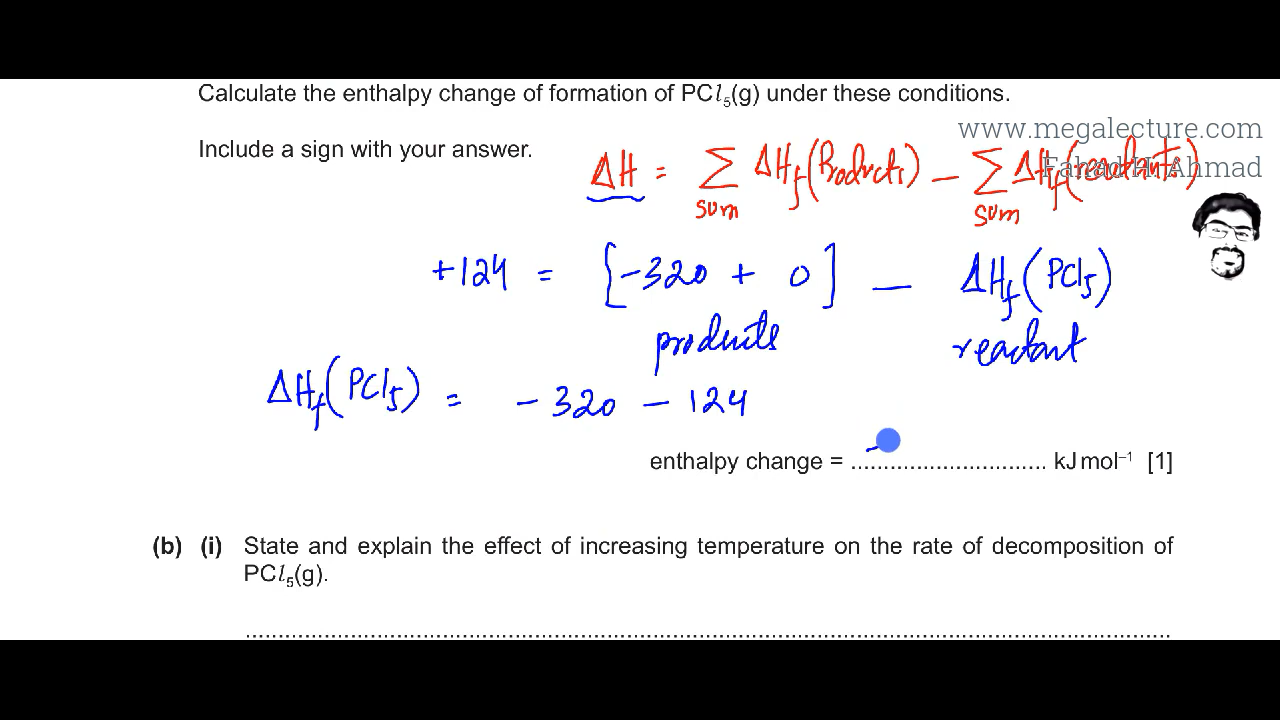 Calculate the enthalpy change of formation of PCl₅(g) under these conditions.
www.megalecture.com
Include a sign with your answer.
Fahad H. Ahmad
ΔH = Σ ΔHf(Products) – Σ ΔHf(reactants)
sum sum
+124 = [-320 + 0] – ΔHf(PCl₅)
products reactant
ΔHf(PCl₅) = -320 - 124
enthalpy change = .............................. kJ mol⁻¹ [1]
(b) (i) State and explain the effect of increasing temperature on the rate of decomposition of
PCl₅(g).